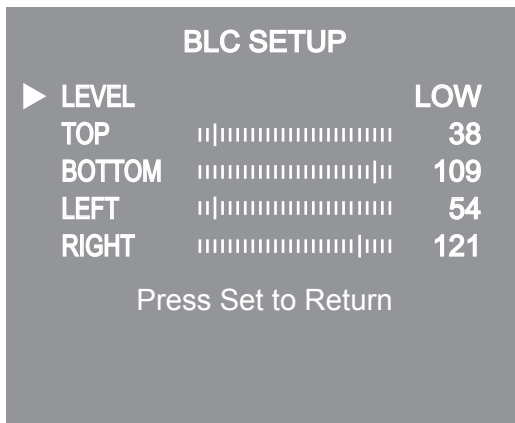 BLC SETUP
LEVEL LOW
TOP 38
BOTTOM 109
LEFT 54
RIGHT 121
Press Set to Return